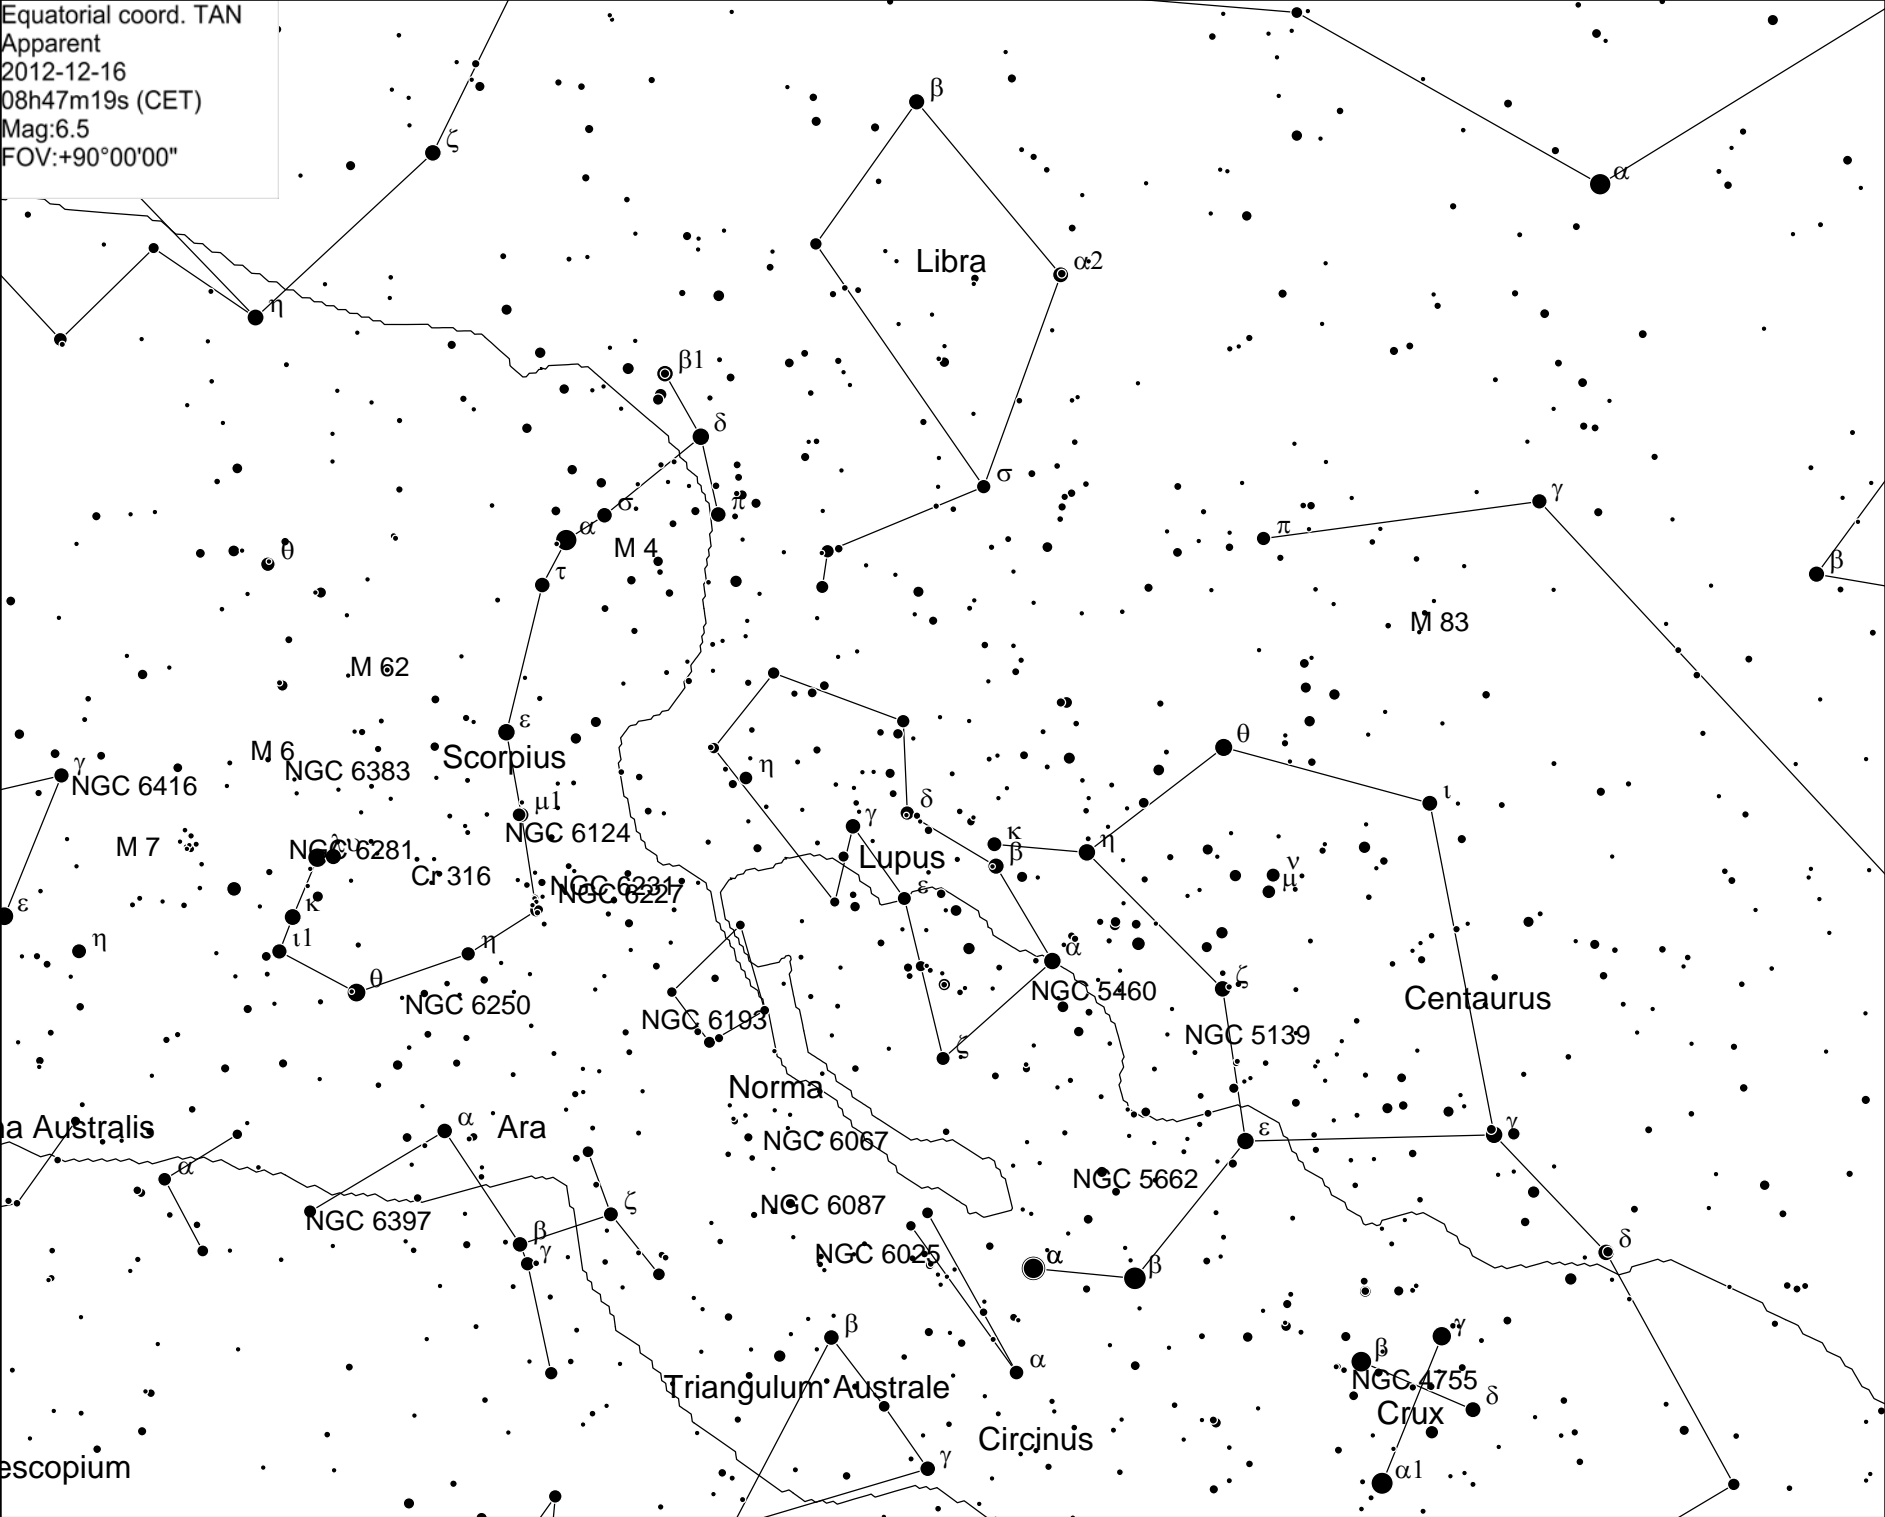 Equatorial coord. TAN
Apparent
2012-12-16
08h47m19s (CET)
Mag:6.5
FOV:+90°00'00"
β
ζ
α
Libra
α2
η
β1
δ
σ
γ
σ
π
π
α
θ
M 4
β
τ
M 83
M 62
ε
θ
M 6
Scorpius
γ
NGC 6383
η
NGC 6416
μ1
δ
ι
γ
NGC 6124
κ
η
M 7
NGC 6281
λ υ
Lupus
β
ν
Cr 316
NGC 6231
μ
NGC 6227
ε
ε
κ
η
ι1
η
α
θ
ζ
NGC 5460
Centaurus
NGC 6250
NGC 6193
NGC 5139
ζ
Norma
α
Ara
a Australis
ε
γ
NGC 6067
α
NGC 5662
ζ
NGC 6087
NGC 6397
β
γ
NGC 6025
α
β
δ
β
γ
β
α
NGC 4755
Triangulum Australe
δ
Crux
Circinus
γ
α1
escopium